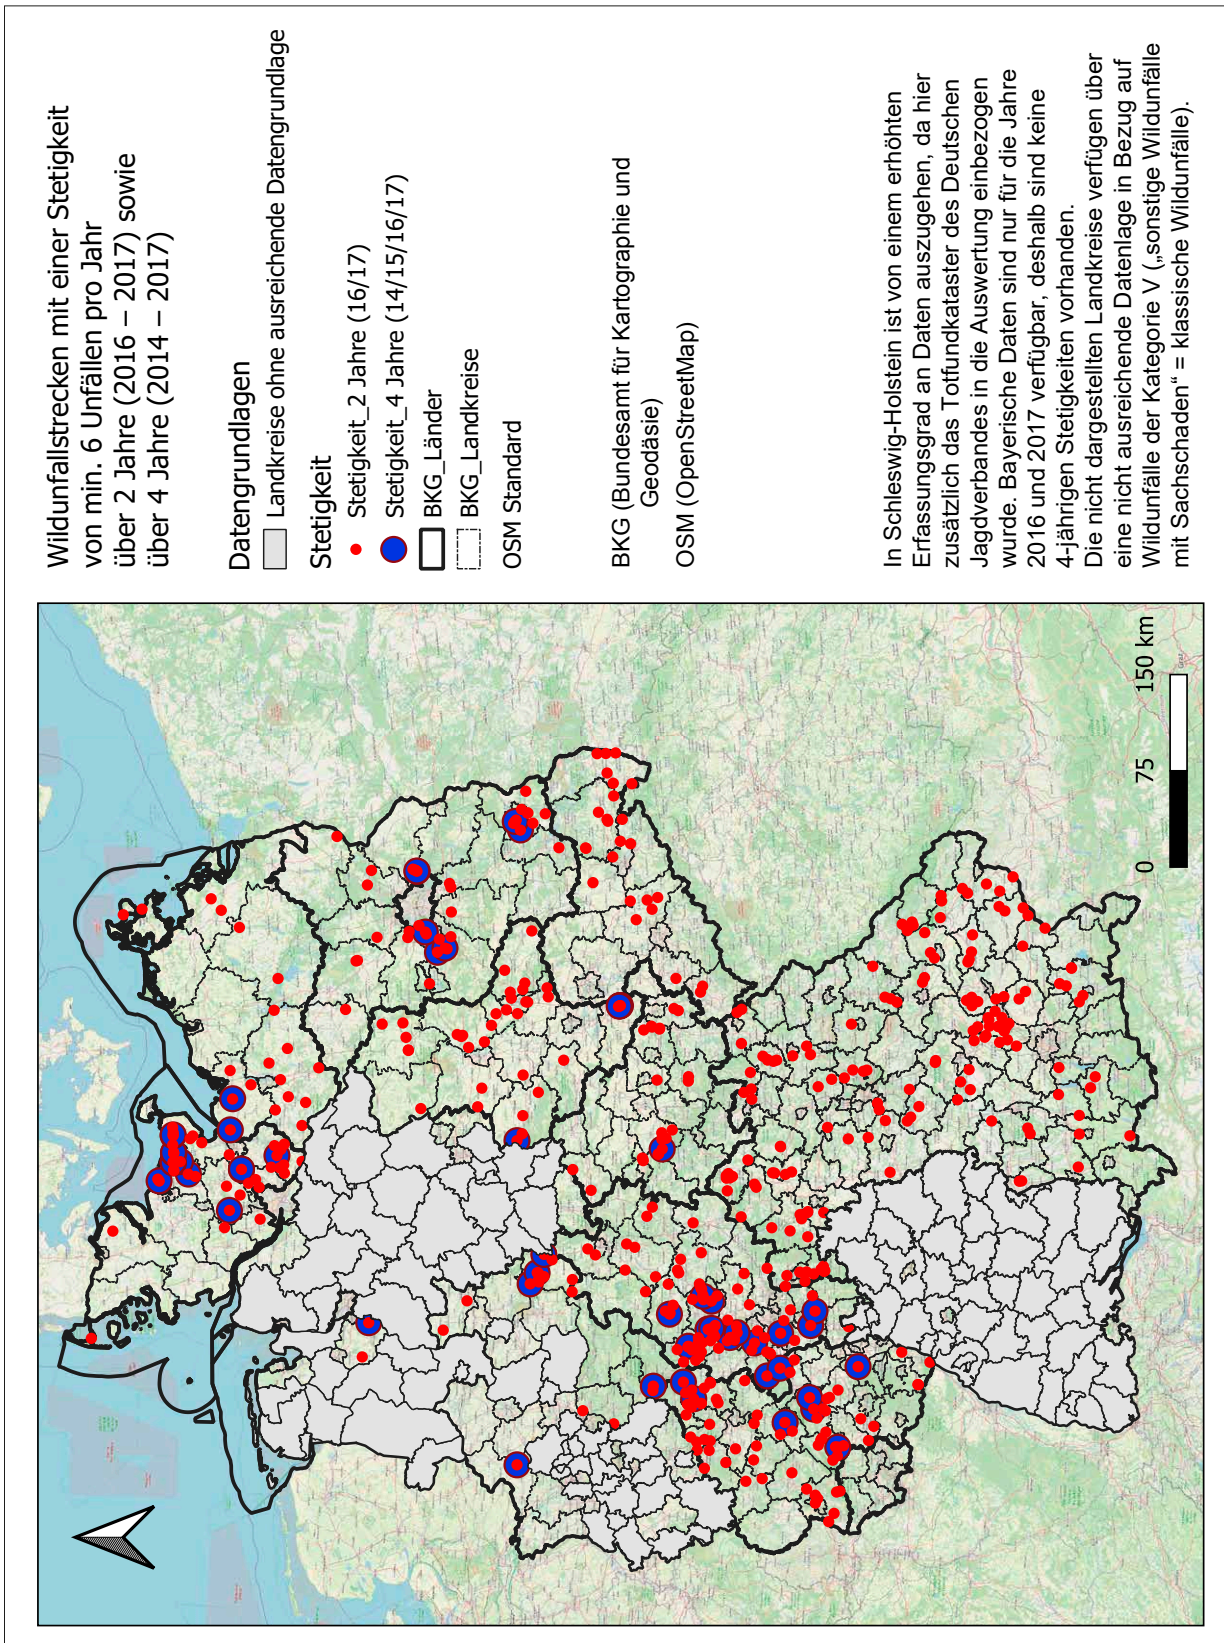 Wildunfallstrecken mit einer Stetigkeit
von min. 6 Unfällen pro Jahr
über 2 Jahre (2016 – 2017) sowie
über 4 Jahre (2014 – 2017)
Datengrundlagen
Landkreise ohne ausreichende Datengrundlage
Stetigkeit
Stetigkeit_2 Jahre (16/17)
Stetigkeit_4 Jahre (14/15/16/17)
BKG_Länder
BKG_Landkreise
OSM Standard
BKG (Bundesamt für Kartographie und
Geodäsie)
OSM (OpenStreetMap)
In Schleswig-Holstein ist von einem erhöhten
Erfassungsgrad an Daten auszugehen, da hier
zusätzlich das Totfundkataster des Deutschen
Jagdverbandes in die Auswertung einbezogen
wurde. Bayerische Daten sind nur für die Jahre
2016 und 2017 verfügbar, deshalb sind keine
4-jährigen Stetigkeiten vorhanden.
Die nicht dargestellten Landkreise verfügen über
eine nicht ausreichende Datenlage in Bezug auf
Wildunfälle der Kategorie V („sonstige Wildunfälle
mit Sachschaden“ = klassische Wildunfälle).
0 75 150 km